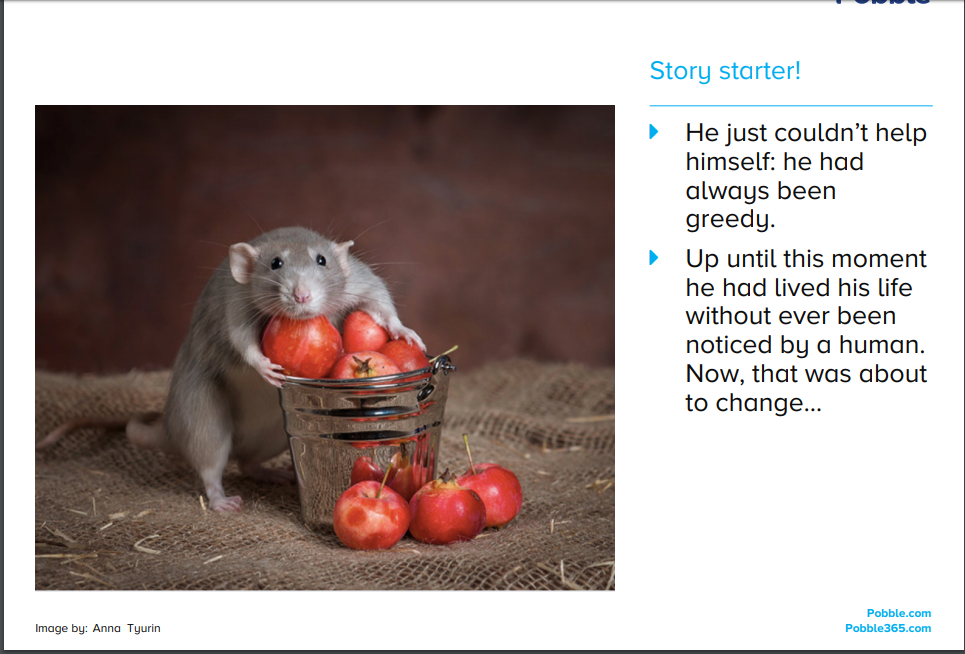 Pobble
Story starter!
He just couldn’t help
himself: he had
always been
greedy.
Up until this moment
he had lived his life
without ever been
noticed by a human.
Now, that was about
to change...
Image by: Anna Tyurin
Pobble.com
Pobble365.com